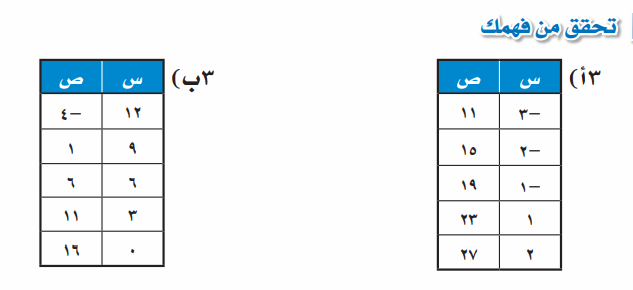 تحقق من فهمك
٣أ)
س ص
−٣ ١١
−٢ ١٥
−١ ١٩
١ ٢٣
٢ ٢٧
٣ب)
س ص
١٢ −٤
٩ ١
٦ ٦
٣ ١١
٠ ١٦